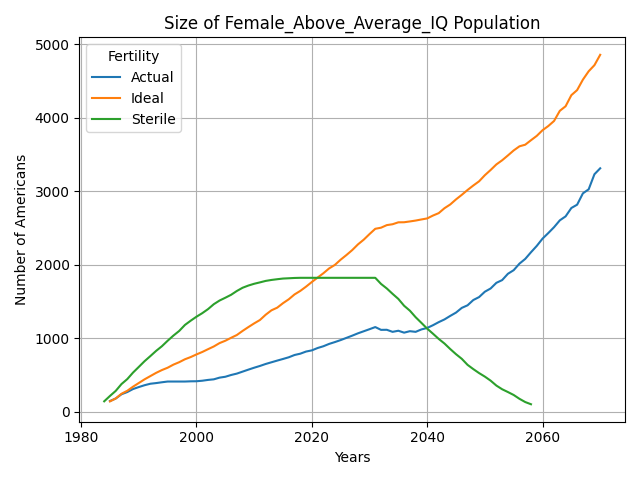 Size of Female_Above_Average_IQ Population
Fertility
Actual
Ideal
Sterile
5000
4000
3000
2000
1000
0
Number of Americans
1980
2000
2020
2040
2060
Years